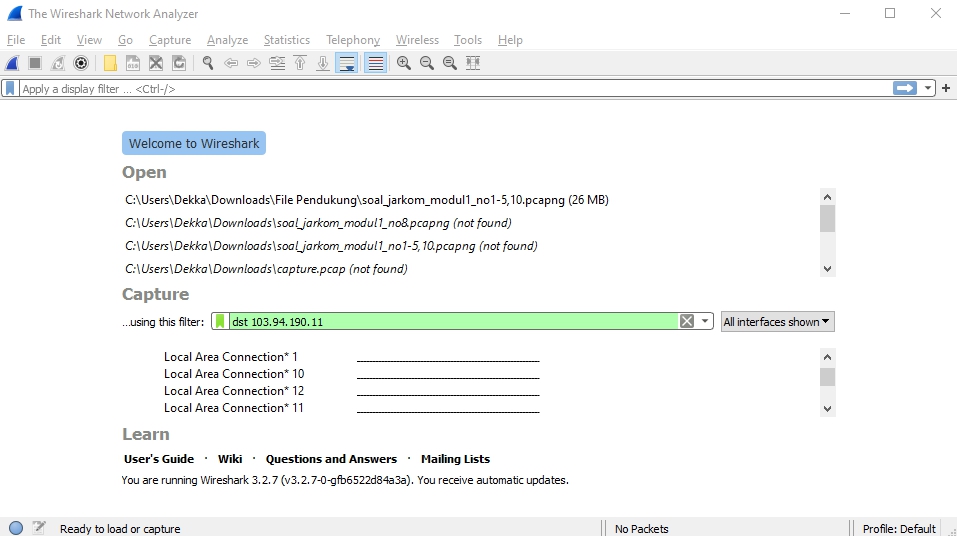 The Wireshark Network Analyzer
File Edit View Go Capture Analyze Statistics Telephony Wireless Tools Help
Apply a display filter ... <Ctrl-/>
Welcome to Wireshark
Open
C:\Users\Dekka\Downloads\File Pendukung\soal_jarkom_modul1_no1-5,10.pcapng (26 MB)
C:\Users\Dekka\Downloads\soal_jarkom_modul1_no8.pcapng (not found)
C:\Users\Dekka\Downloads\soal_jarkom_modul1_no1-5,10.pcapng (not found)
C:\Users\Dekka\Downloads\capture.pcap (not found)
Capture
...using this filter: dst 103.94.190.11 All interfaces shown
Local Area Connection* 1
Local Area Connection* 10
Local Area Connection* 12
Local Area Connection* 11
Learn
User's Guide · Wiki · Questions and Answers · Mailing Lists
You are running Wireshark 3.2.7 (v3.2.7-0-gfb6522d84a3a). You receive automatic updates.
Ready to load or capture No Packets Profile: Default